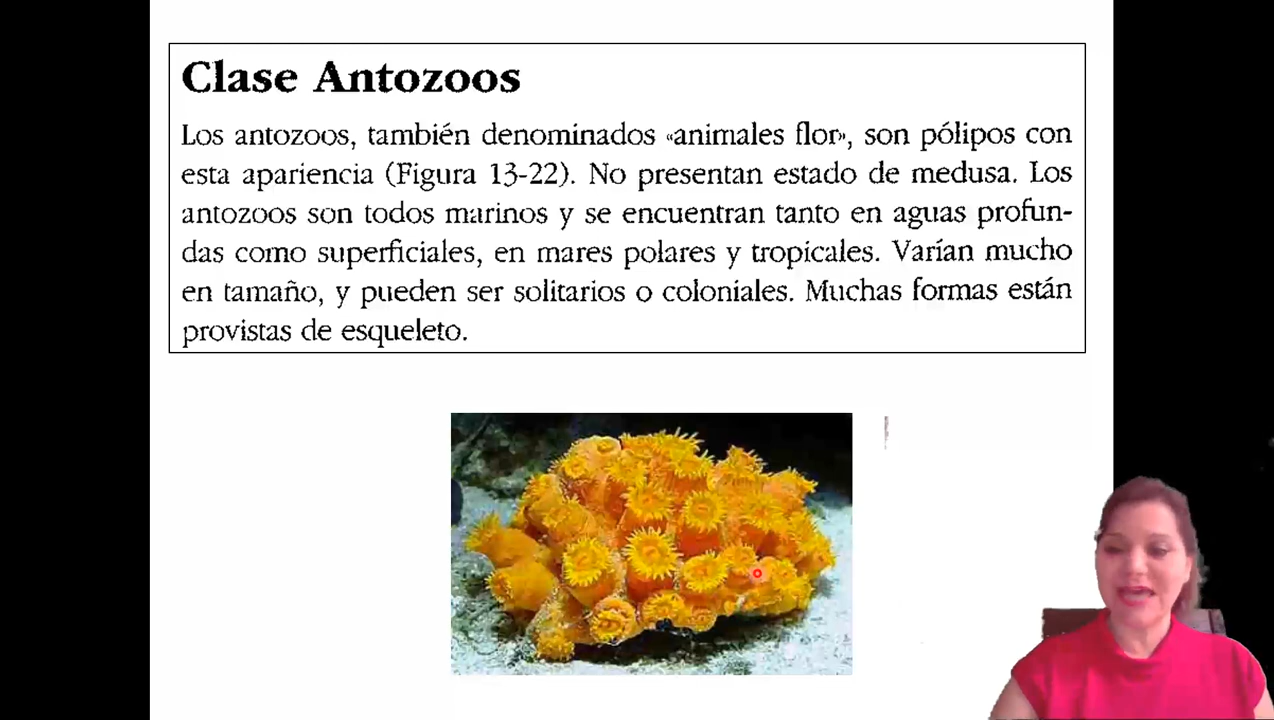 Clase Antozoos
Los antozoos, también denominados «animales flor», son pólipos con
esta apariencia (Figura 13-22). No presentan estado de medusa. Los
antozoos son todos marinos y se encuentran tanto en aguas profun-
das como superficiales, en mares polares y tropicales. Varían mucho
en tamaño, y pueden ser solitarios o coloniales. Muchas formas están
provistas de esqueleto.